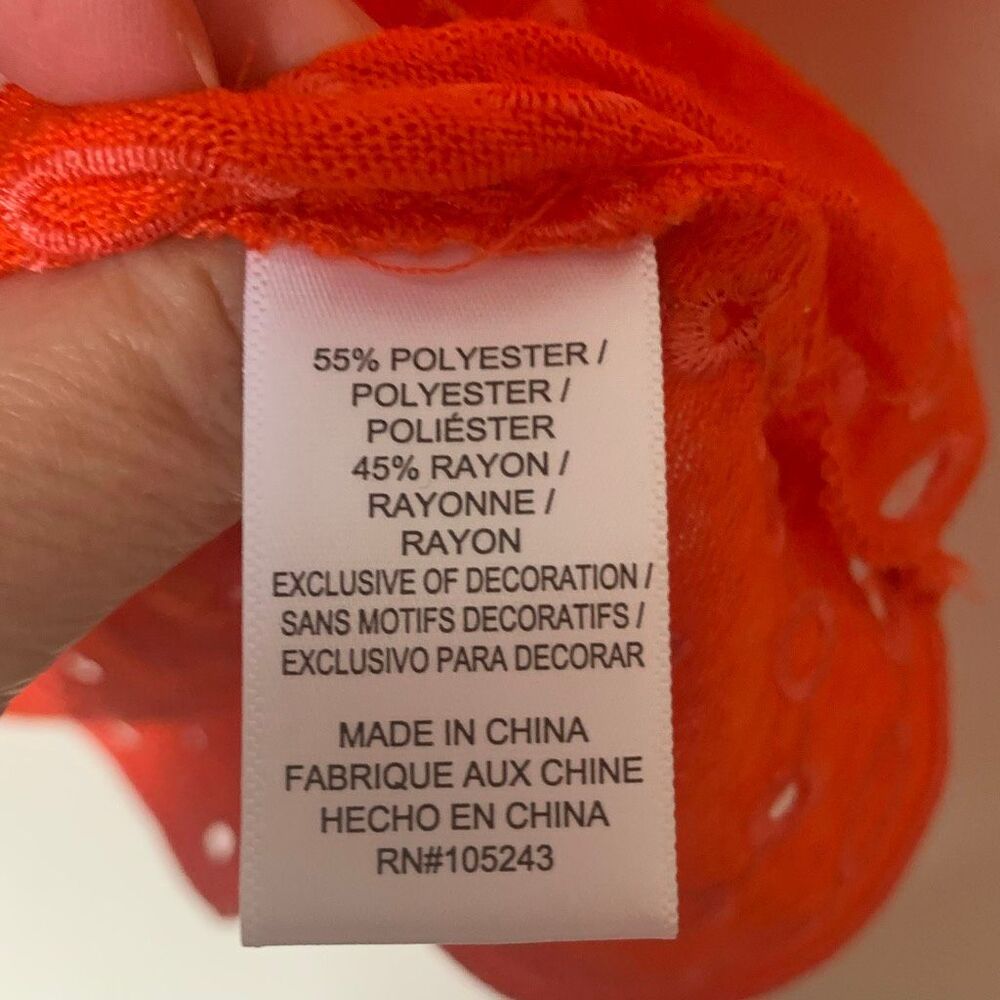 55% POLYESTER /
POLYESTER /
POLIÉSTER
45% RAYON /
RAYONNE /
RAYON
EXCLUSIVE OF DECORATION /
SANS MOTIFS DECORATIFS /
EXCLUSIVO PARA DECORAR
MADE IN CHINA
FABRIQUE AUX CHINE
HECHO EN CHINA
RN#105243